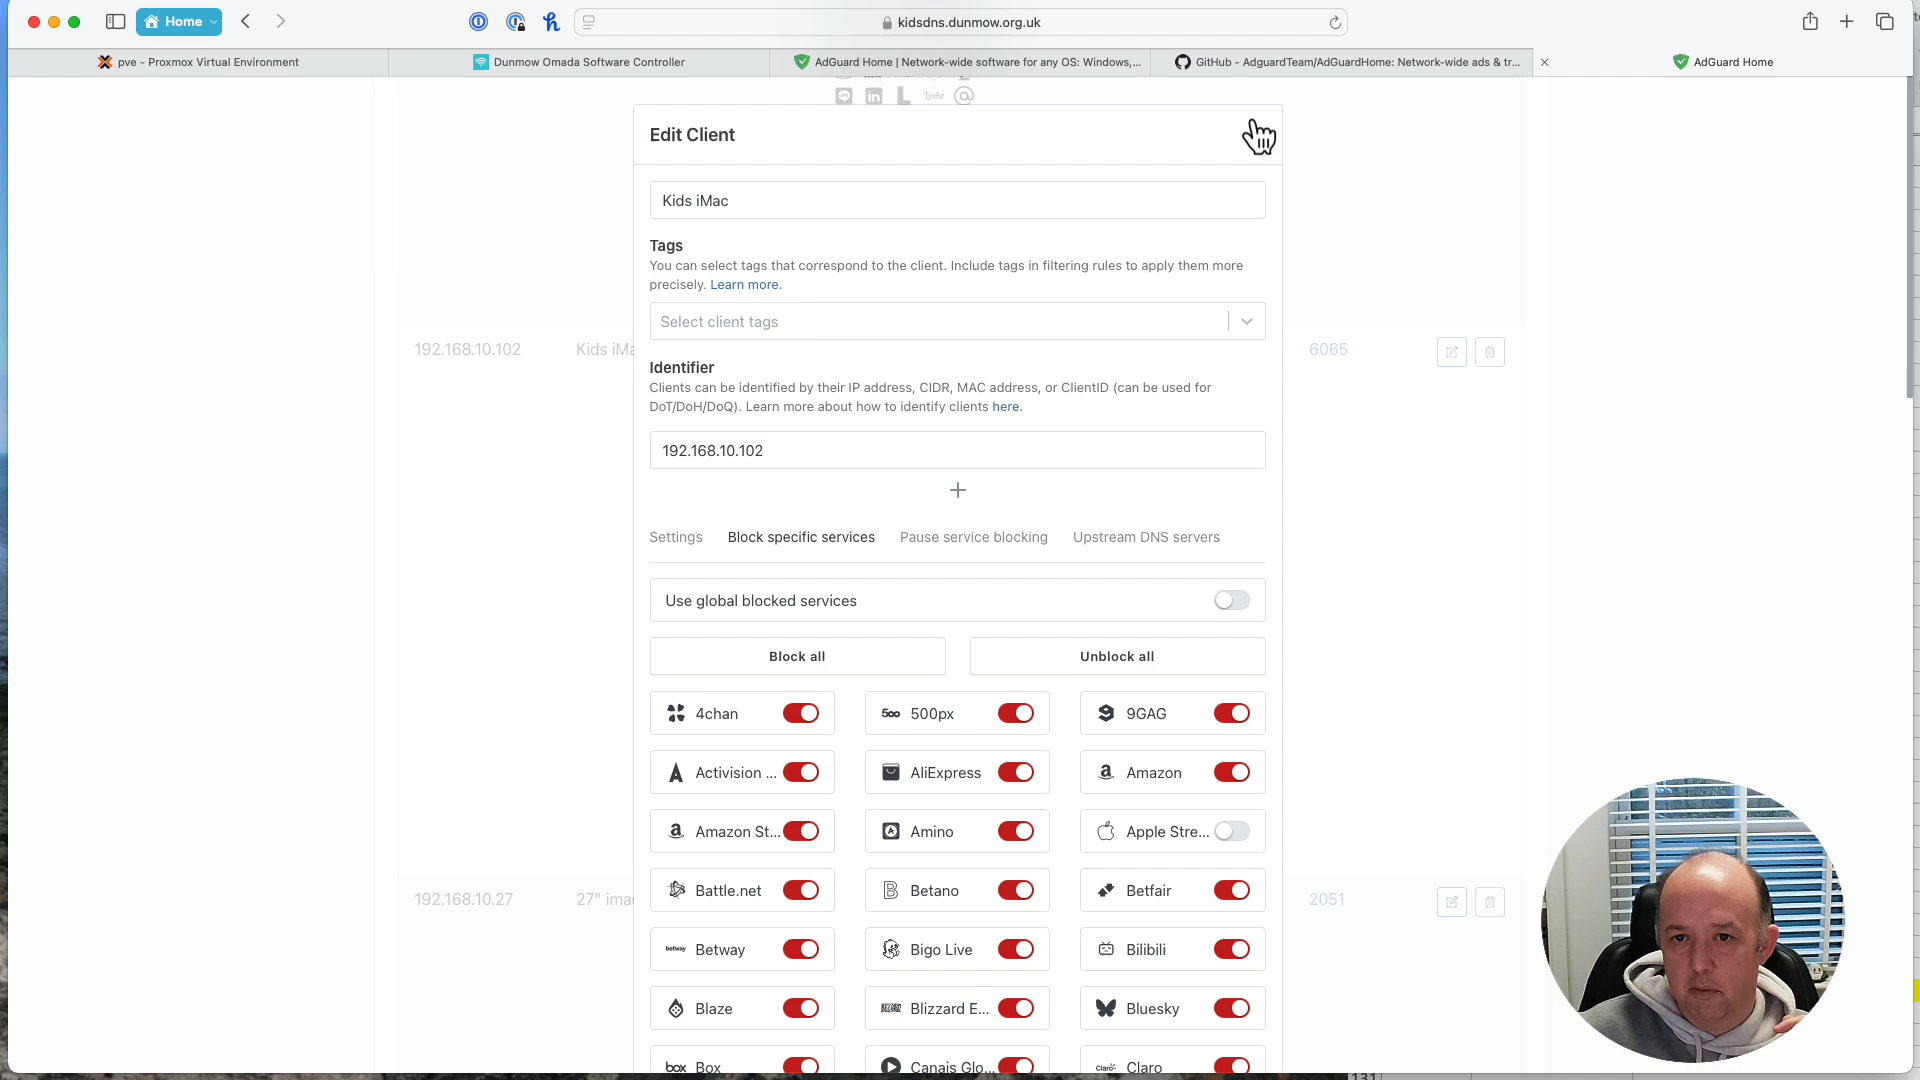 Home
kidsdns.dunmow.org.uk
pve - Proxmox Virtual Environment
Dunmow Omada Software Controller
AdGuard Home | Network-wide software for any OS: Windows,...
GitHub - AdguardTeam/AdGuardHome: Network-wide ads & tr...
AdGuard Home
Edit Client
Kids iMac
Tags
You can select tags that correspond to the client. Include tags in filtering rules to apply them more
precisely. Learn more.
Select client tags
192.168.10.102
Kids iMa
6065
Identifier
Clients can be identified by their IP address, CIDR, MAC address, or ClientID (can be used for
DoT/DoH/DoQ). Learn more about how to identify clients here.
192.168.10.102
Settings
Block specific services
Pause service blocking
Upstream DNS servers
Use global blocked services
Block all
Unblock all
4chan
500px
9GAG
Activision ...
AliExpress
Amazon
Amazon St...
Amino
Apple Stre...
Battle.net
Betano
Betfair
192.168.10.27
27" imac
2051
Betway
Bigo Live
Bilibili
Blaze
Blizzard E...
Bluesky
Box
Canais Glo...
Claro
131